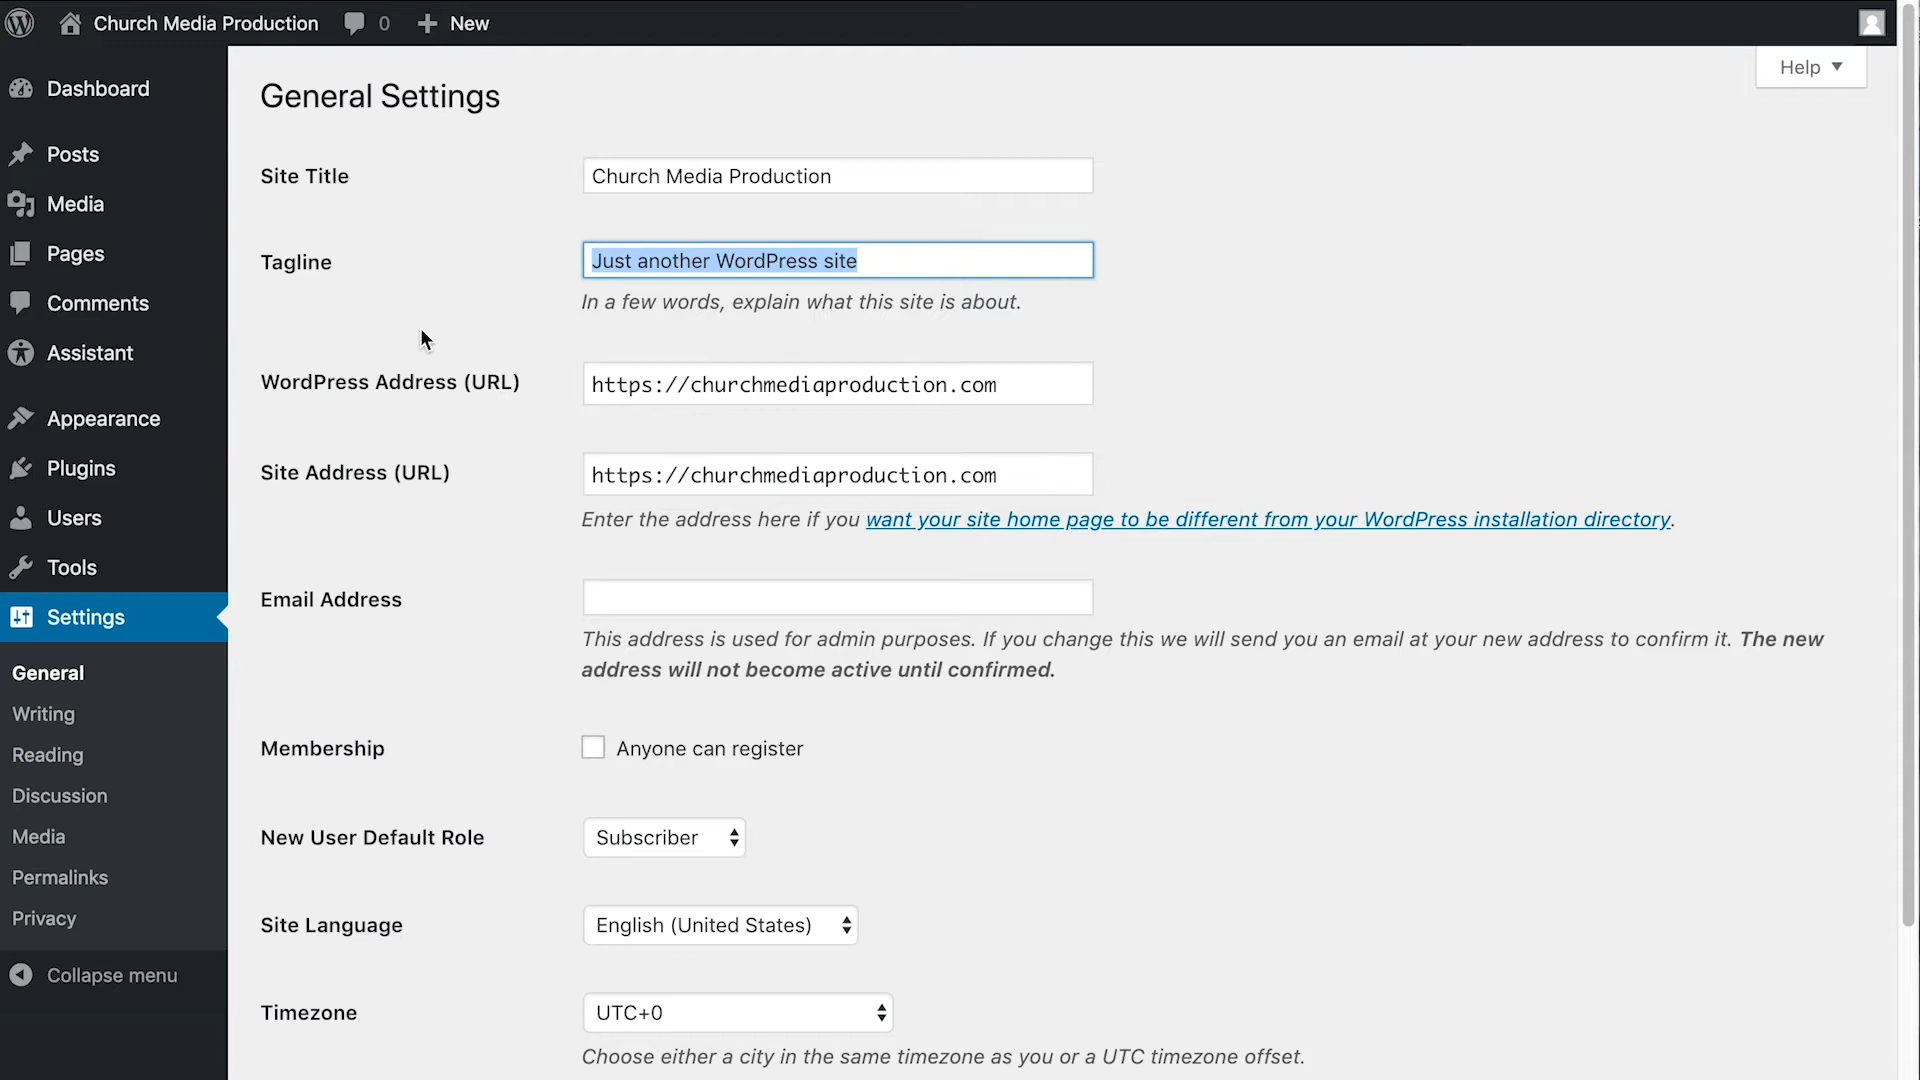 Church Media Production 0 New
Help
Dashboard
Posts
Media
Pages
Comments
Assistant
Appearance
Plugins
Users
Tools
Settings
General
Writing
Reading
Discussion
Media
Permalinks
Privacy
Collapse menu
General Settings
Site Title Church Media Production
Tagline Just another WordPress site
In a few words, explain what this site is about.
WordPress Address (URL) https://churchmediaproduction.com
Site Address (URL) https://churchmediaproduction.com
Enter the address here if you want your site home page to be different from your WordPress installation directory.
Email Address
This address is used for admin purposes. If you change this we will send you an email at your new address to confirm it. The new
address will not become active until confirmed.
Membership Anyone can register
New User Default Role Subscriber
Site Language English (United States)
Timezone UTC+0
Choose either a city in the same timezone as you or a UTC timezone offset.